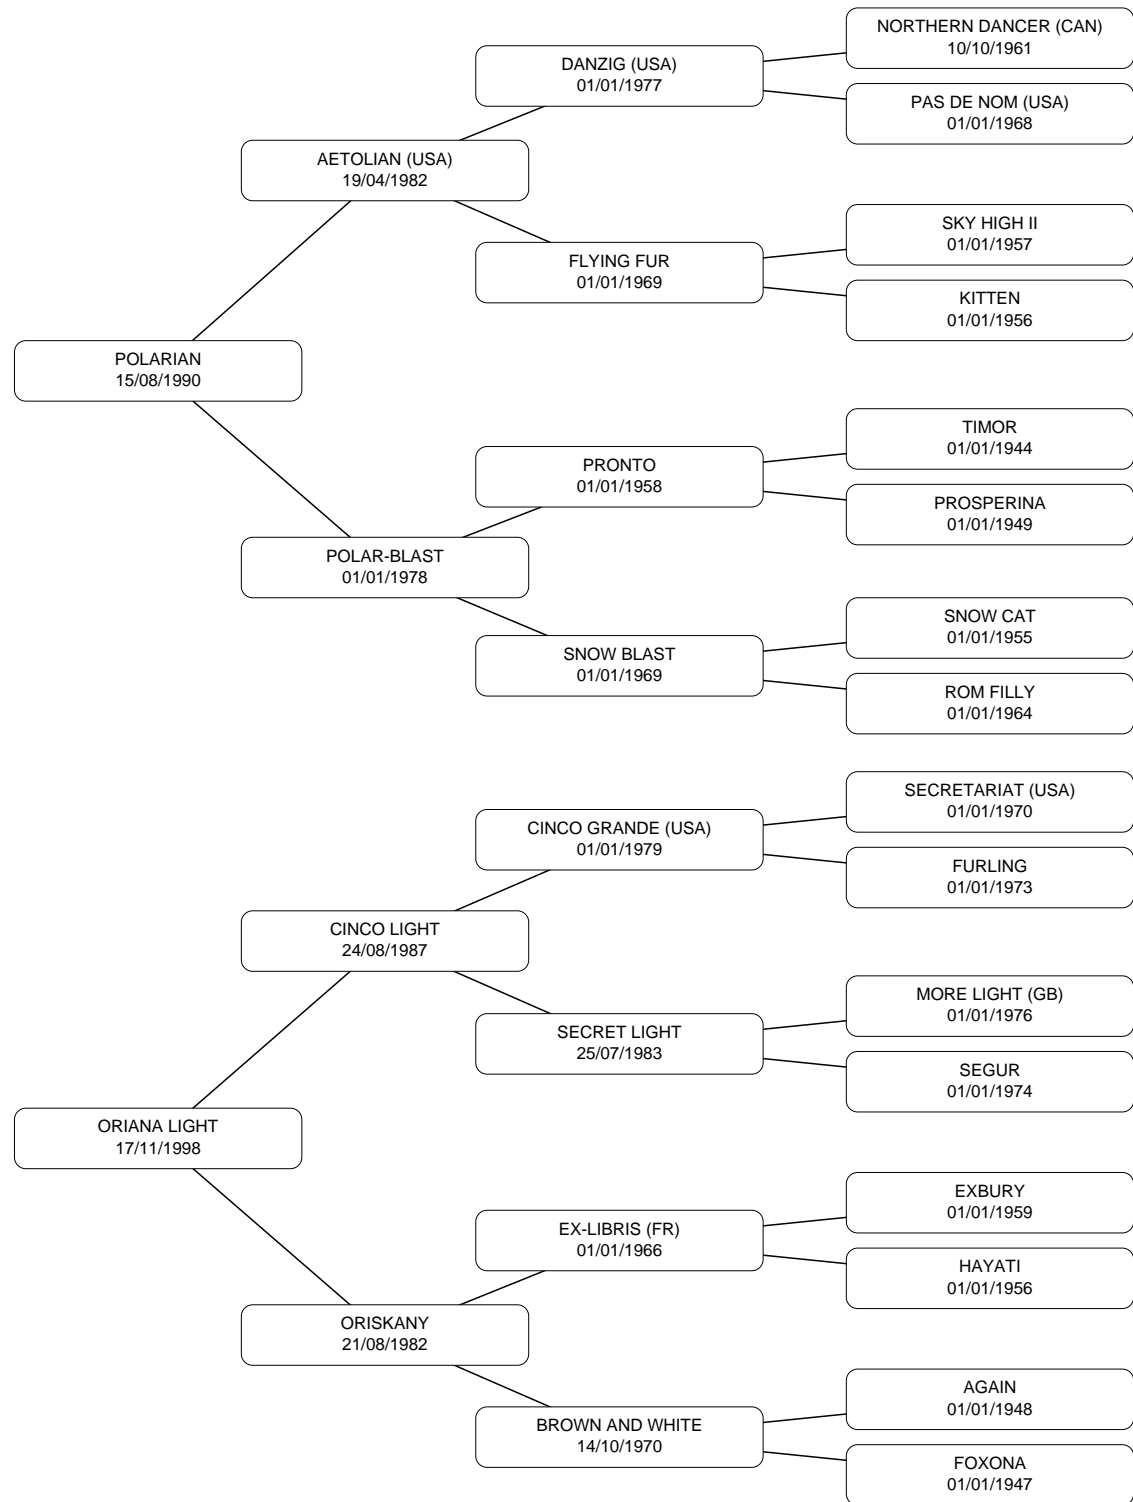 NORTHERN DANCER (CAN)
10/10/1961
DANZIG (USA)
01/01/1977
PAS DE NOM (USA)
01/01/1968
AETOLIAN (USA)
19/04/1982
SKY HIGH II
01/01/1957
FLYING FUR
01/01/1969
KITTEN
01/01/1956
POLARIAN
15/08/1990
TIMOR
01/01/1944
PRONTO
01/01/1958
PROSPERINA
01/01/1949
POLAR-BLAST
01/01/1978
SNOW CAT
01/01/1955
SNOW BLAST
01/01/1969
ROM FILLY
01/01/1964
SECRETARIAT (USA)
01/01/1970
CINCO GRANDE (USA)
01/01/1979
FURLING
01/01/1973
CINCO LIGHT
24/08/1987
MORE LIGHT (GB)
01/01/1976
SECRET LIGHT
25/07/1983
SEGUR
01/01/1974
ORIANA LIGHT
17/11/1998
EXBURY
01/01/1959
EX-LIBRIS (FR)
01/01/1966
HAYATI
01/01/1956
ORISKANY
21/08/1982
AGAIN
01/01/1948
BROWN AND WHITE
14/10/1970
FOXONA
01/01/1947